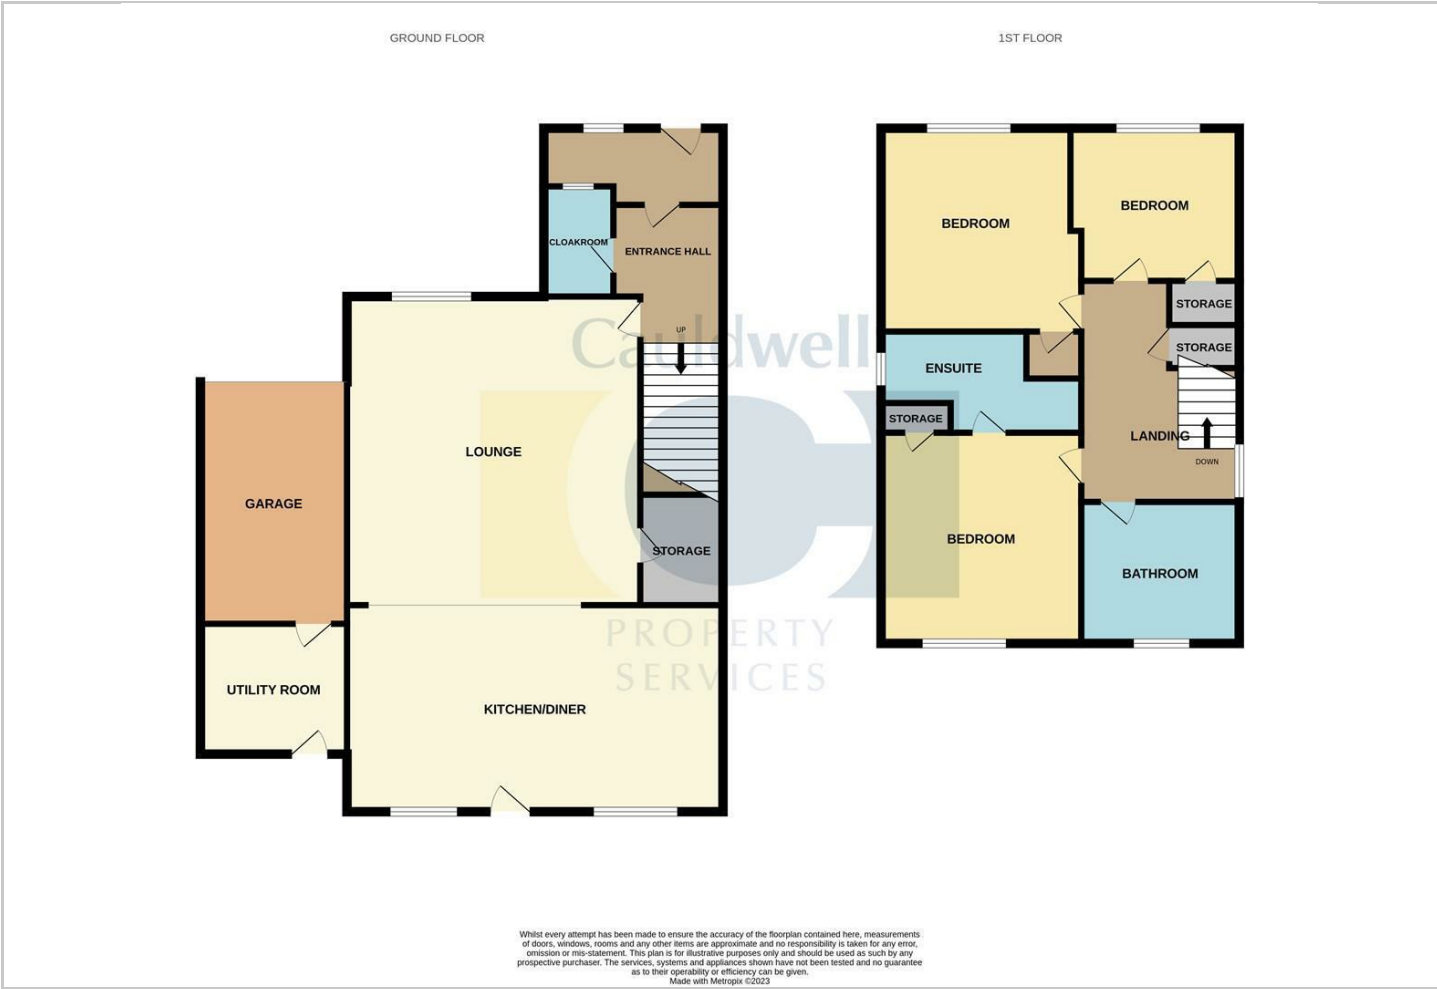 GROUND FLOOR
1ST FLOOR
CLOAKROOM
ENTRANCE HALL
UP
LOUNGE
GARAGE
STORAGE
UTILITY ROOM
KITCHEN/DINER
BEDROOM
BEDROOM
STORAGE
STORAGE
ENSUITE
STORAGE
LANDING
DOWN
BEDROOM
BATHROOM
Cauldwell
PROPERTY
SERVICES
Whilst every attempt has been made to ensure the accuracy of the floorplan contained here, measurements
of doors, windows, rooms and any other items are approximate and no responsibility is taken for any error,
omission or mis-statement. This plan is for illustrative purposes only and should be used as such by any
prospective purchaser. The services, systems and appliances shown have not been tested and no guarantee
as to their operability or efficiency can be given.
Made with Metropix ©2023